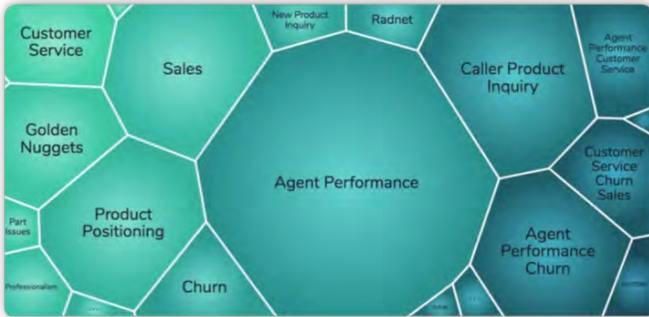 Customer
Service
Sales
New Product
Inquiry
Radnet
Caller Product
Inquiry
Agent
Performance
Customer
Service
Golden
Nuggets
Agent Performance
Customer
Service
Churn
Sales
Part
Issues
Product
Positioning
Agent
Performance
Churn
Professionalism
Churn